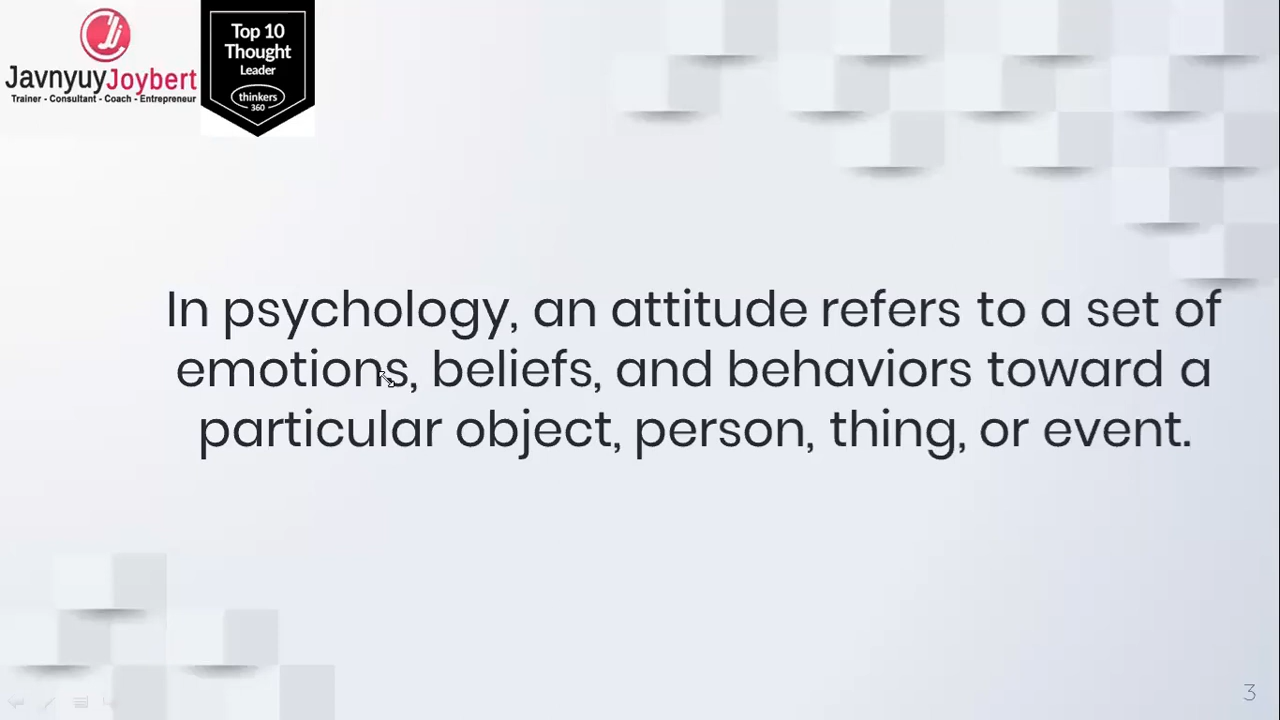 JavnyuyJoybert
Trainer - Consultant - Coach - Entrepreneur
Top 10
Thought
Leader
thinkers
360
In psychology, an attitude refers to a set of
emotions, beliefs, and behaviors toward a
particular object, person, thing, or event.
3